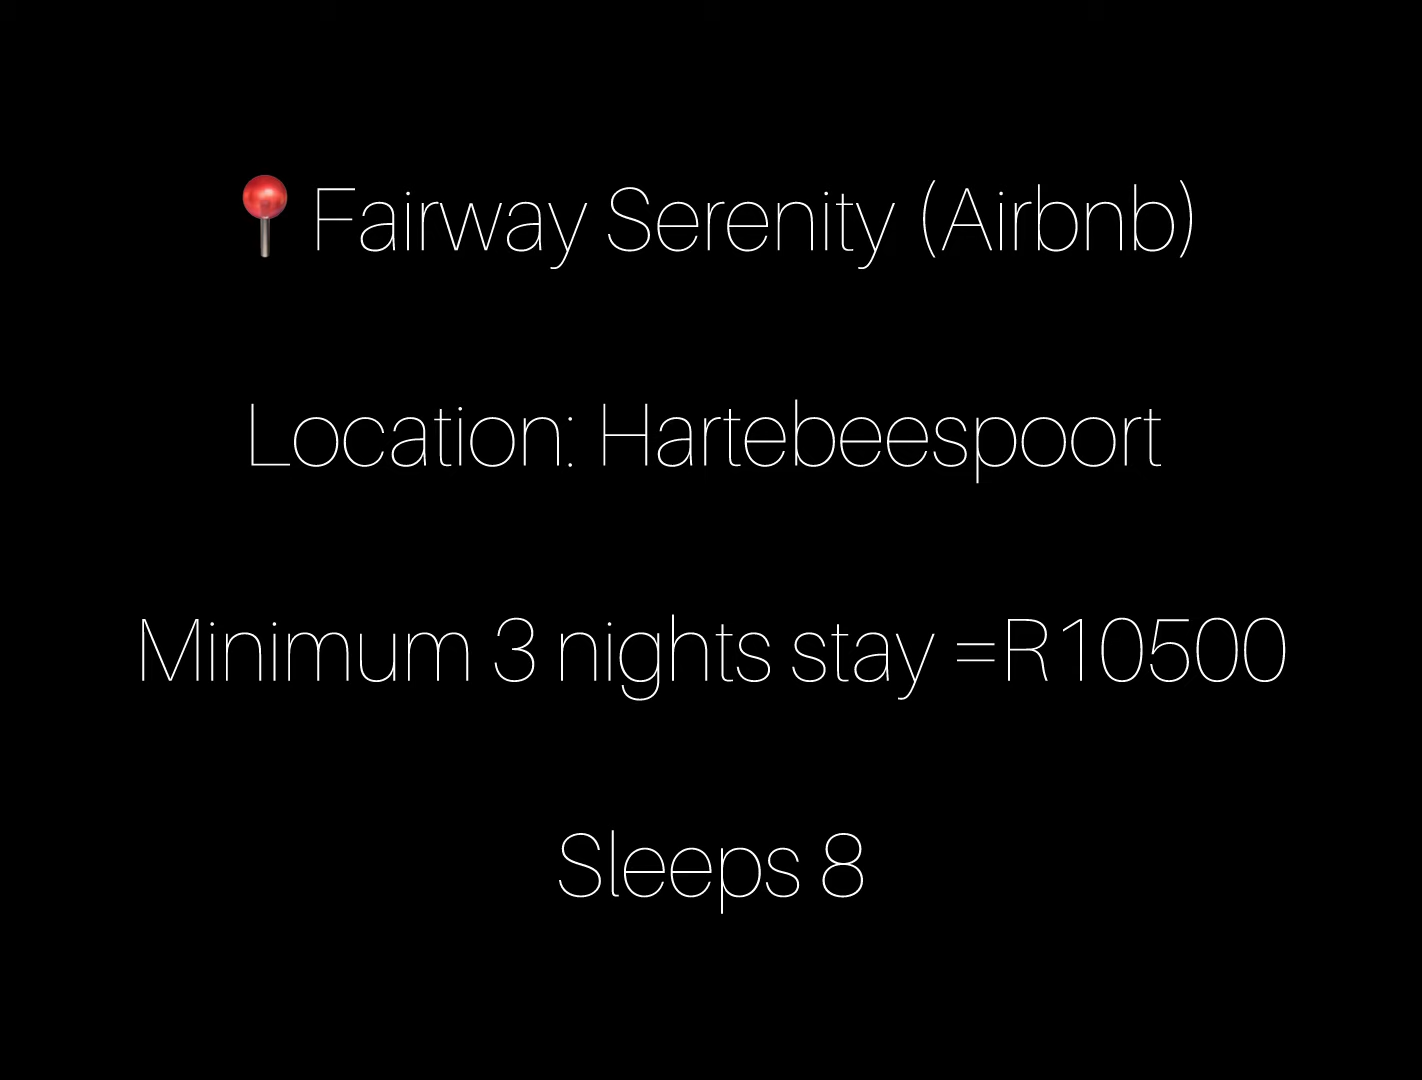 📍Fairway Serenity (Airbnb)
Location: Hartebeespoort
Minimum 3 nights stay =R10500
Sleeps 8